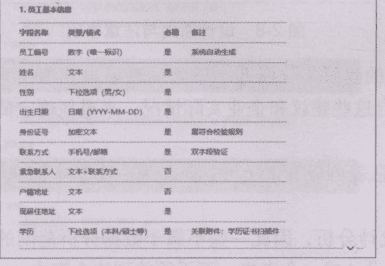 1. 员工基本信息
字段名称 类型/格式 必填 备注
员工编号 数字（唯一标识） 是 系统自动生成
姓名 文本 是
性别 下拉选项（男/女） 是
出生日期 日期（YYYY-MM-DD） 是
身份证号 加密文本 是 需符合校验规则
联系方式 手机号/邮箱 是 双字段验证
紧急联系人 文本+联系方式 否
户籍地址 文本 否
现居住地址 文本 是
学历 下拉选项（本科/硕士等） 是 关联附件：学历证书扫描件